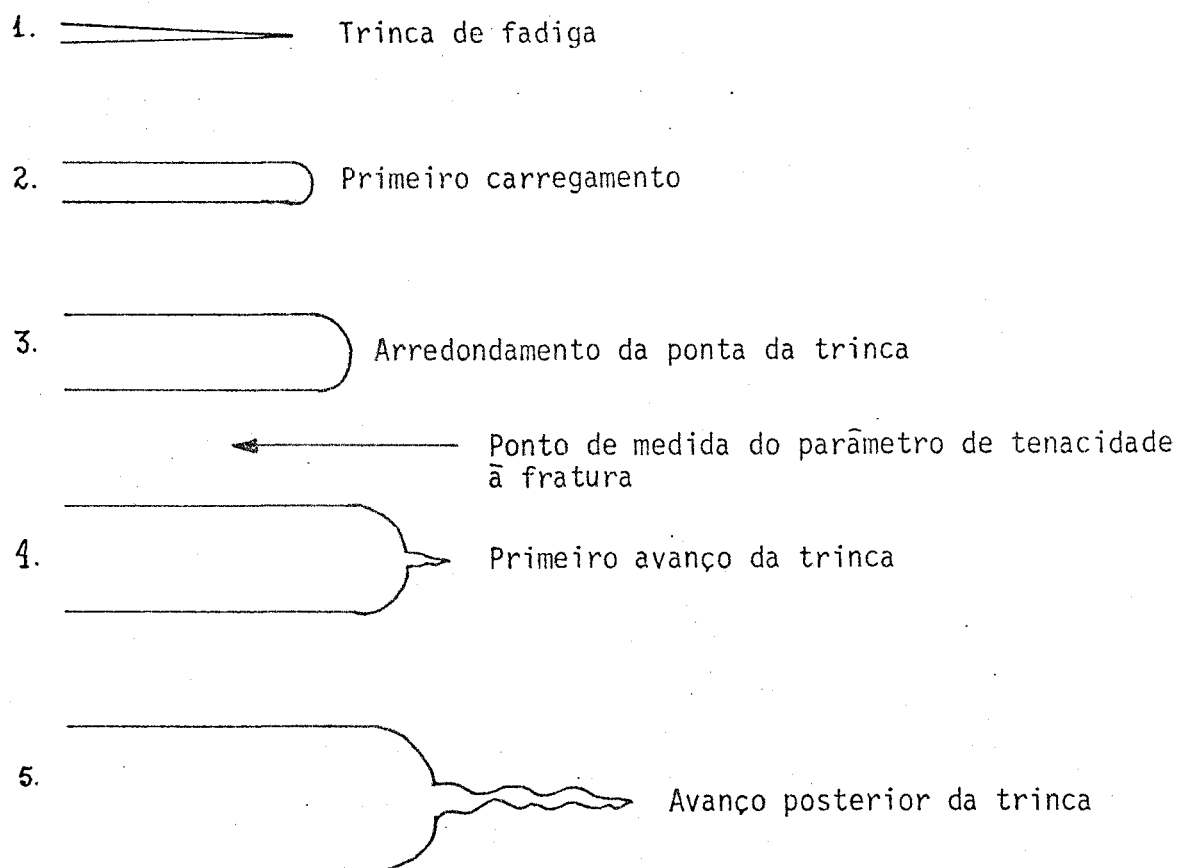 1. Trinca de fadiga
2. Primeiro carregamento
3. Arredondamento da ponta da trinca
Ponto de medida do parâmetro de tenacidade
ā fratura
4. Primeiro avanço da trinca
5. Avanço posterior da trinca